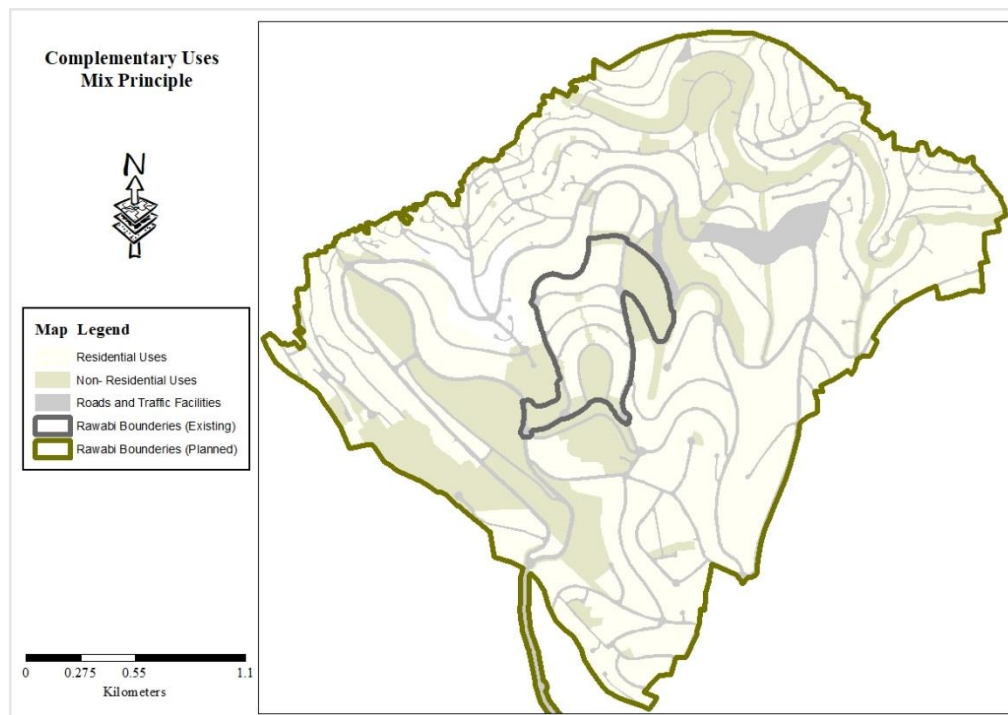 Complementary Uses
Mix Principle
N
Map Legend
Residential Uses
Non- Residential Uses
Roads and Traffic Facilities
Rawabi Bounderies (Existing)
Rawabi Bounderies (Planned)
0 0.275 0.55 1.1
Kilometers